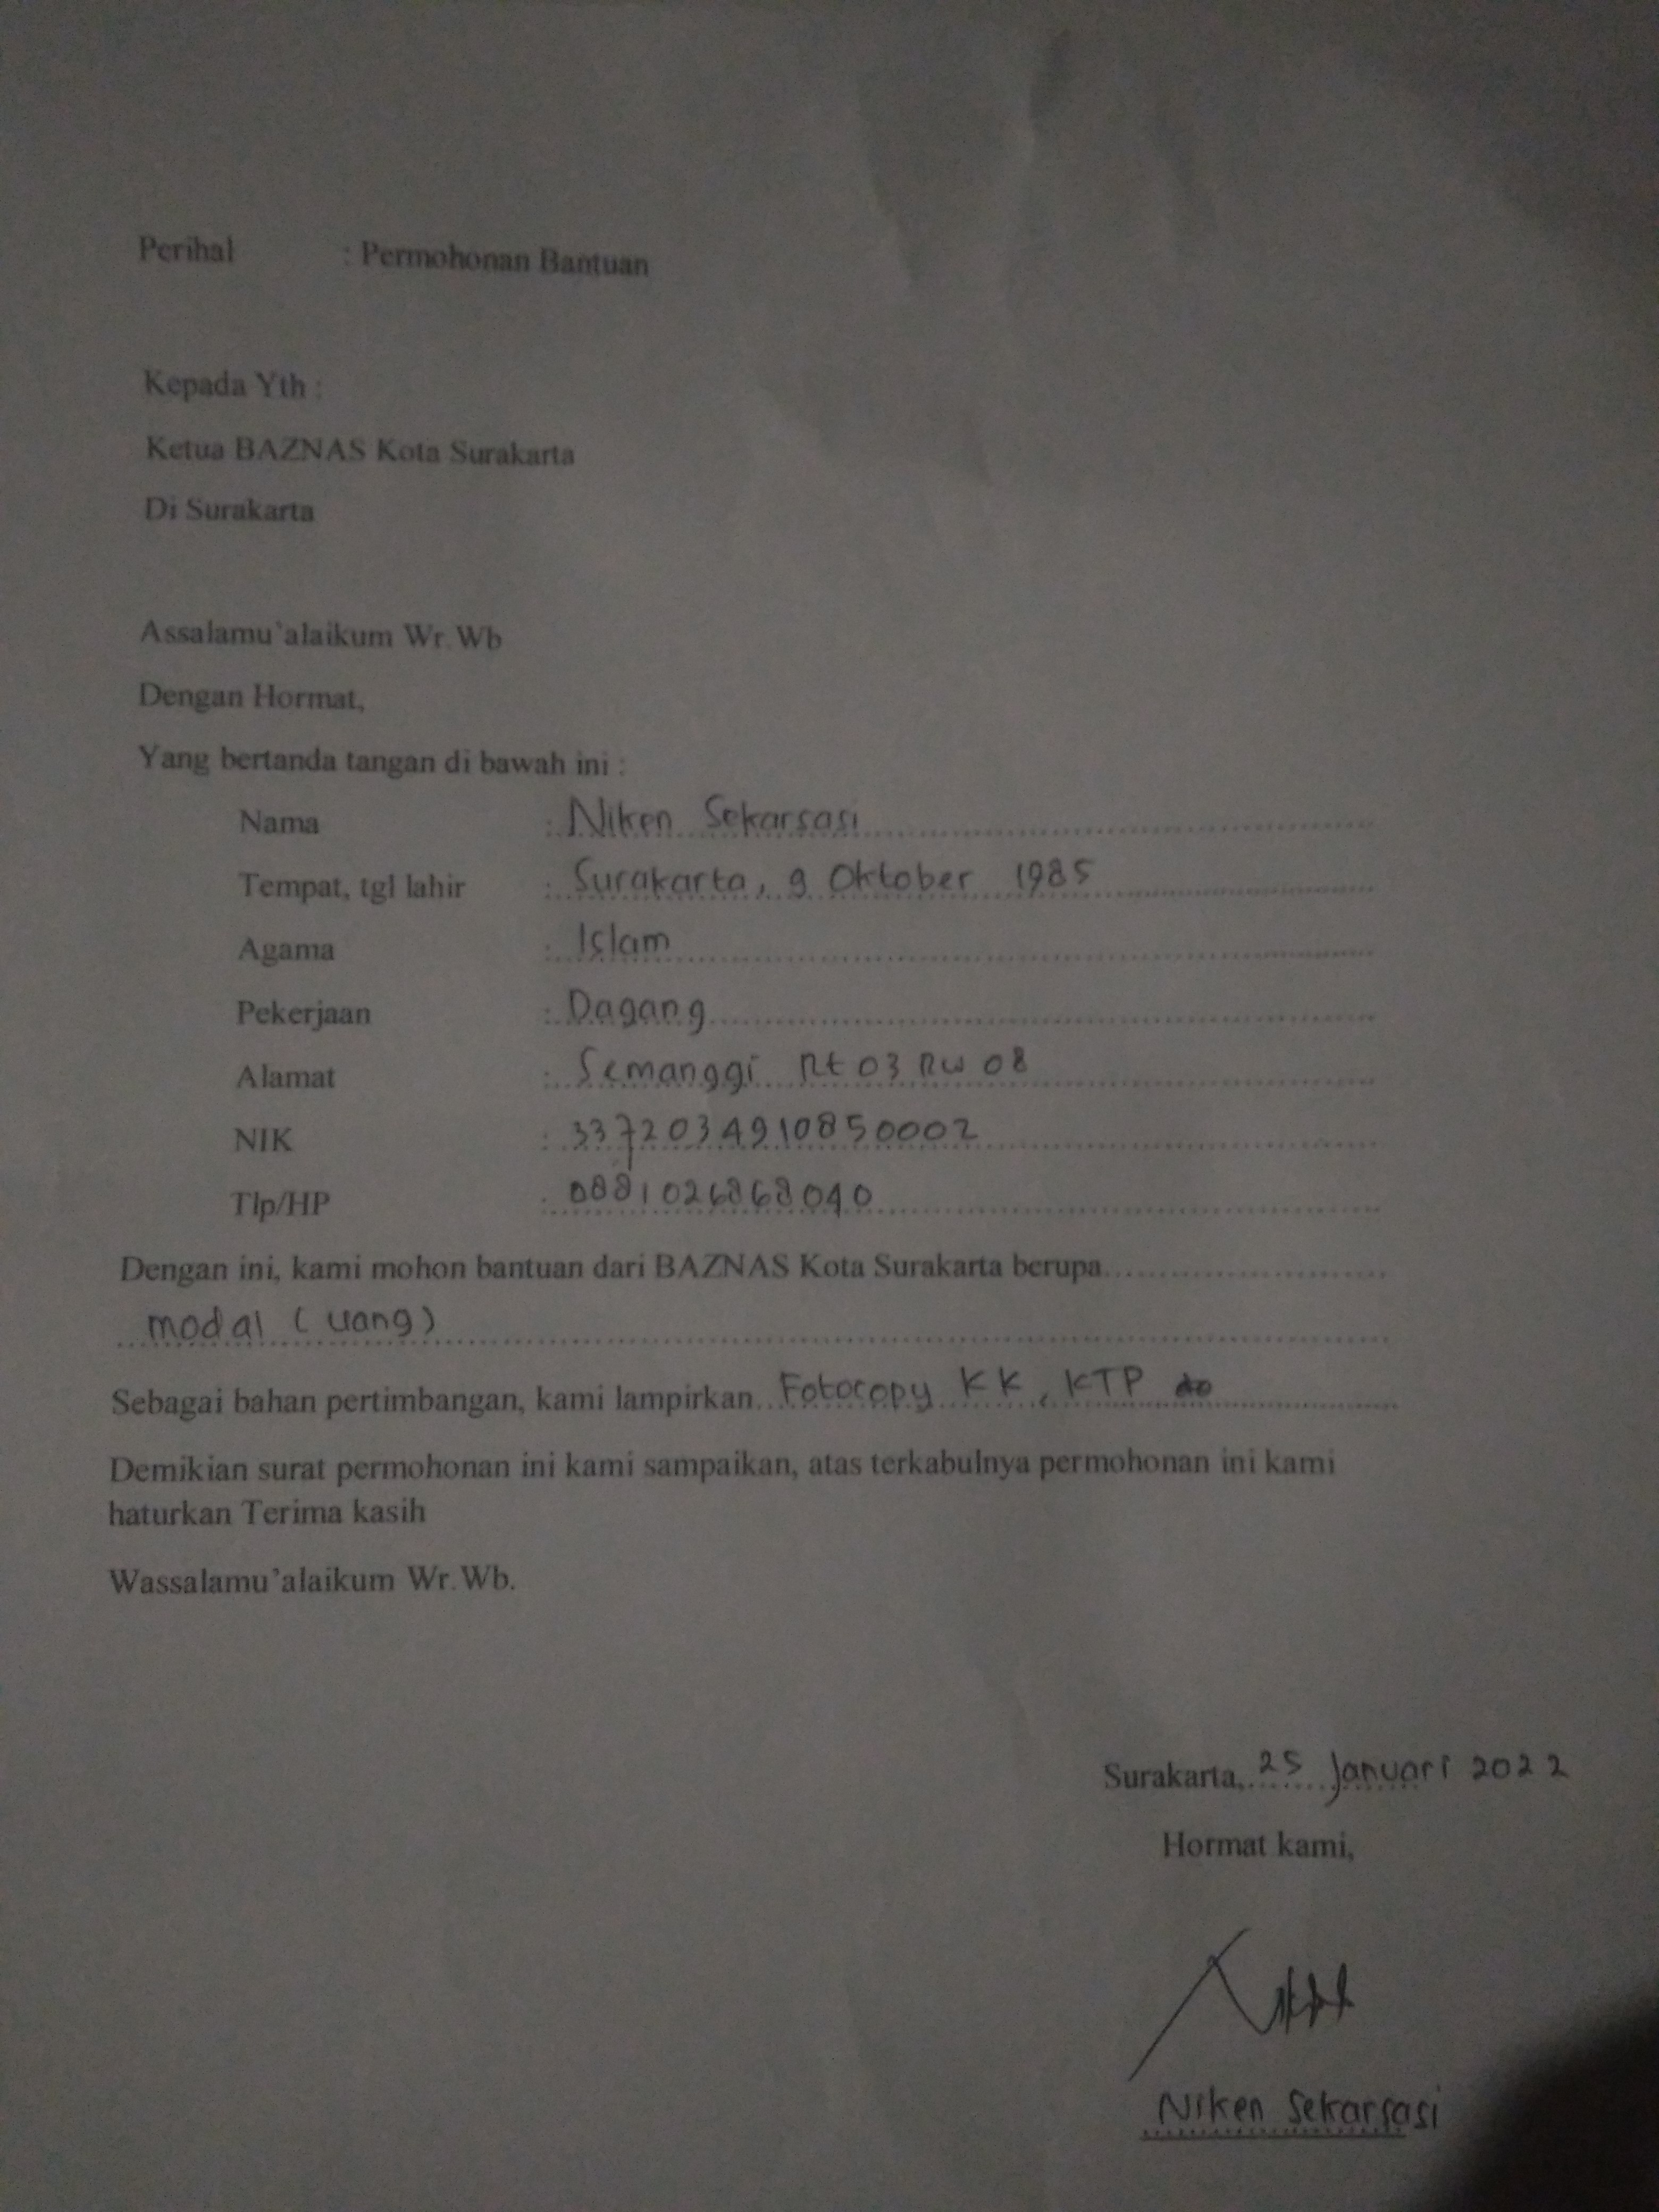 Perihal : Permohonan Bantuan
Kepada Yth :
Ketua BAZNAS Kota Surakarta
Di Surakarta
Assalamu'alaikum Wr.Wb
Dengan Hormat,
Yang bertanda tangan di bawah ini :
Nama : Niken Sekarsasi
Tempat, tgl lahir : Surakarta, 9 Oktober 1985
Agama : Islam
Pekerjaan : Dagang
Alamat : Semanggi Rt 03 Rw 08
NIK : 3372034910850002
Tlp/HP : 0881026868040
Dengan ini, kami mohon bantuan dari BAZNAS Kota Surakarta berupa
modal (uang)
Sebagai bahan pertimbangan, kami lampirkan Fotocopy KK, KTP
Demikian surat permohonan ini kami sampaikan, atas terkabulnya permohonan ini kami
haturkan Terima kasih
Wassalamu'alaikum Wr.Wb.
Surakarta, 25 Januari 2022
Hormat kami,
Niken Sekarsasi